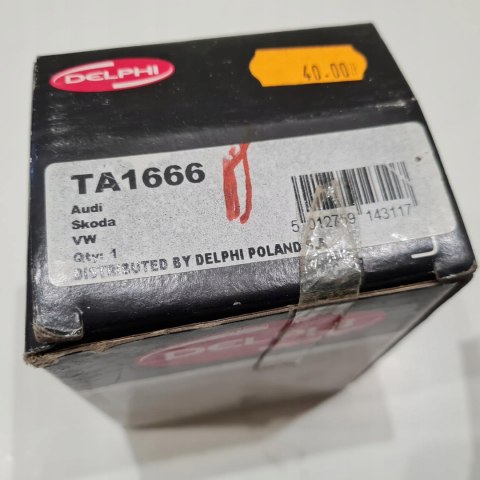 DELPHI
40.00
TA1666
Audi
Skoda
VW
Qty: 1
DISTRIBUTED BY DELPHI POLAND
143117
DELPHI